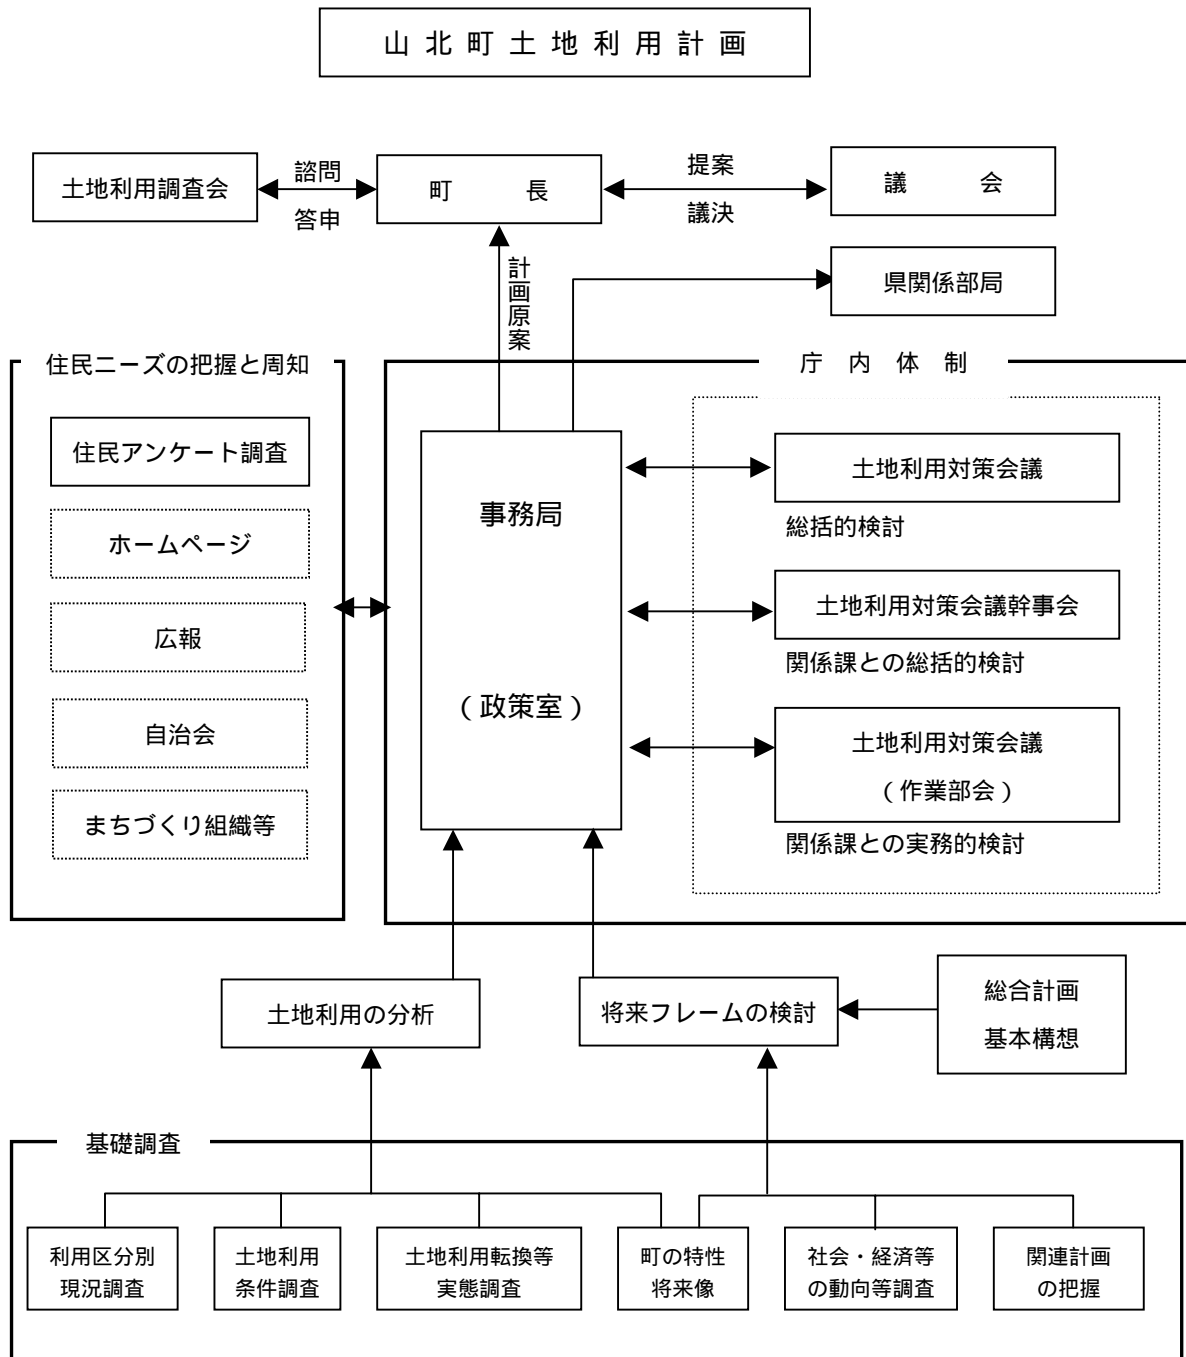 山北町土地利用計画
土地利用調査会
諮問
答申
町　長
提案
議決
議　会
県関係部局
計画原案
住民ニーズの把握と周知
住民アンケート調査
ホームページ
広報
自治会
まちづくり組織等
庁内体制
事務局
（政策室）
土地利用対策会議
総括的検討
土地利用対策会議幹事会
関係課との総括的検討
土地利用対策会議
（作業部会）
関係課との実務的検討
土地利用の分析
将来フレームの検討
総合計画
基本構想
基礎調査
利用区分別
現況調査
土地利用
条件調査
土地利用転換等
実態調査
町の特性
将来像
社会・経済等
の動向等調査
関連計画
の把握